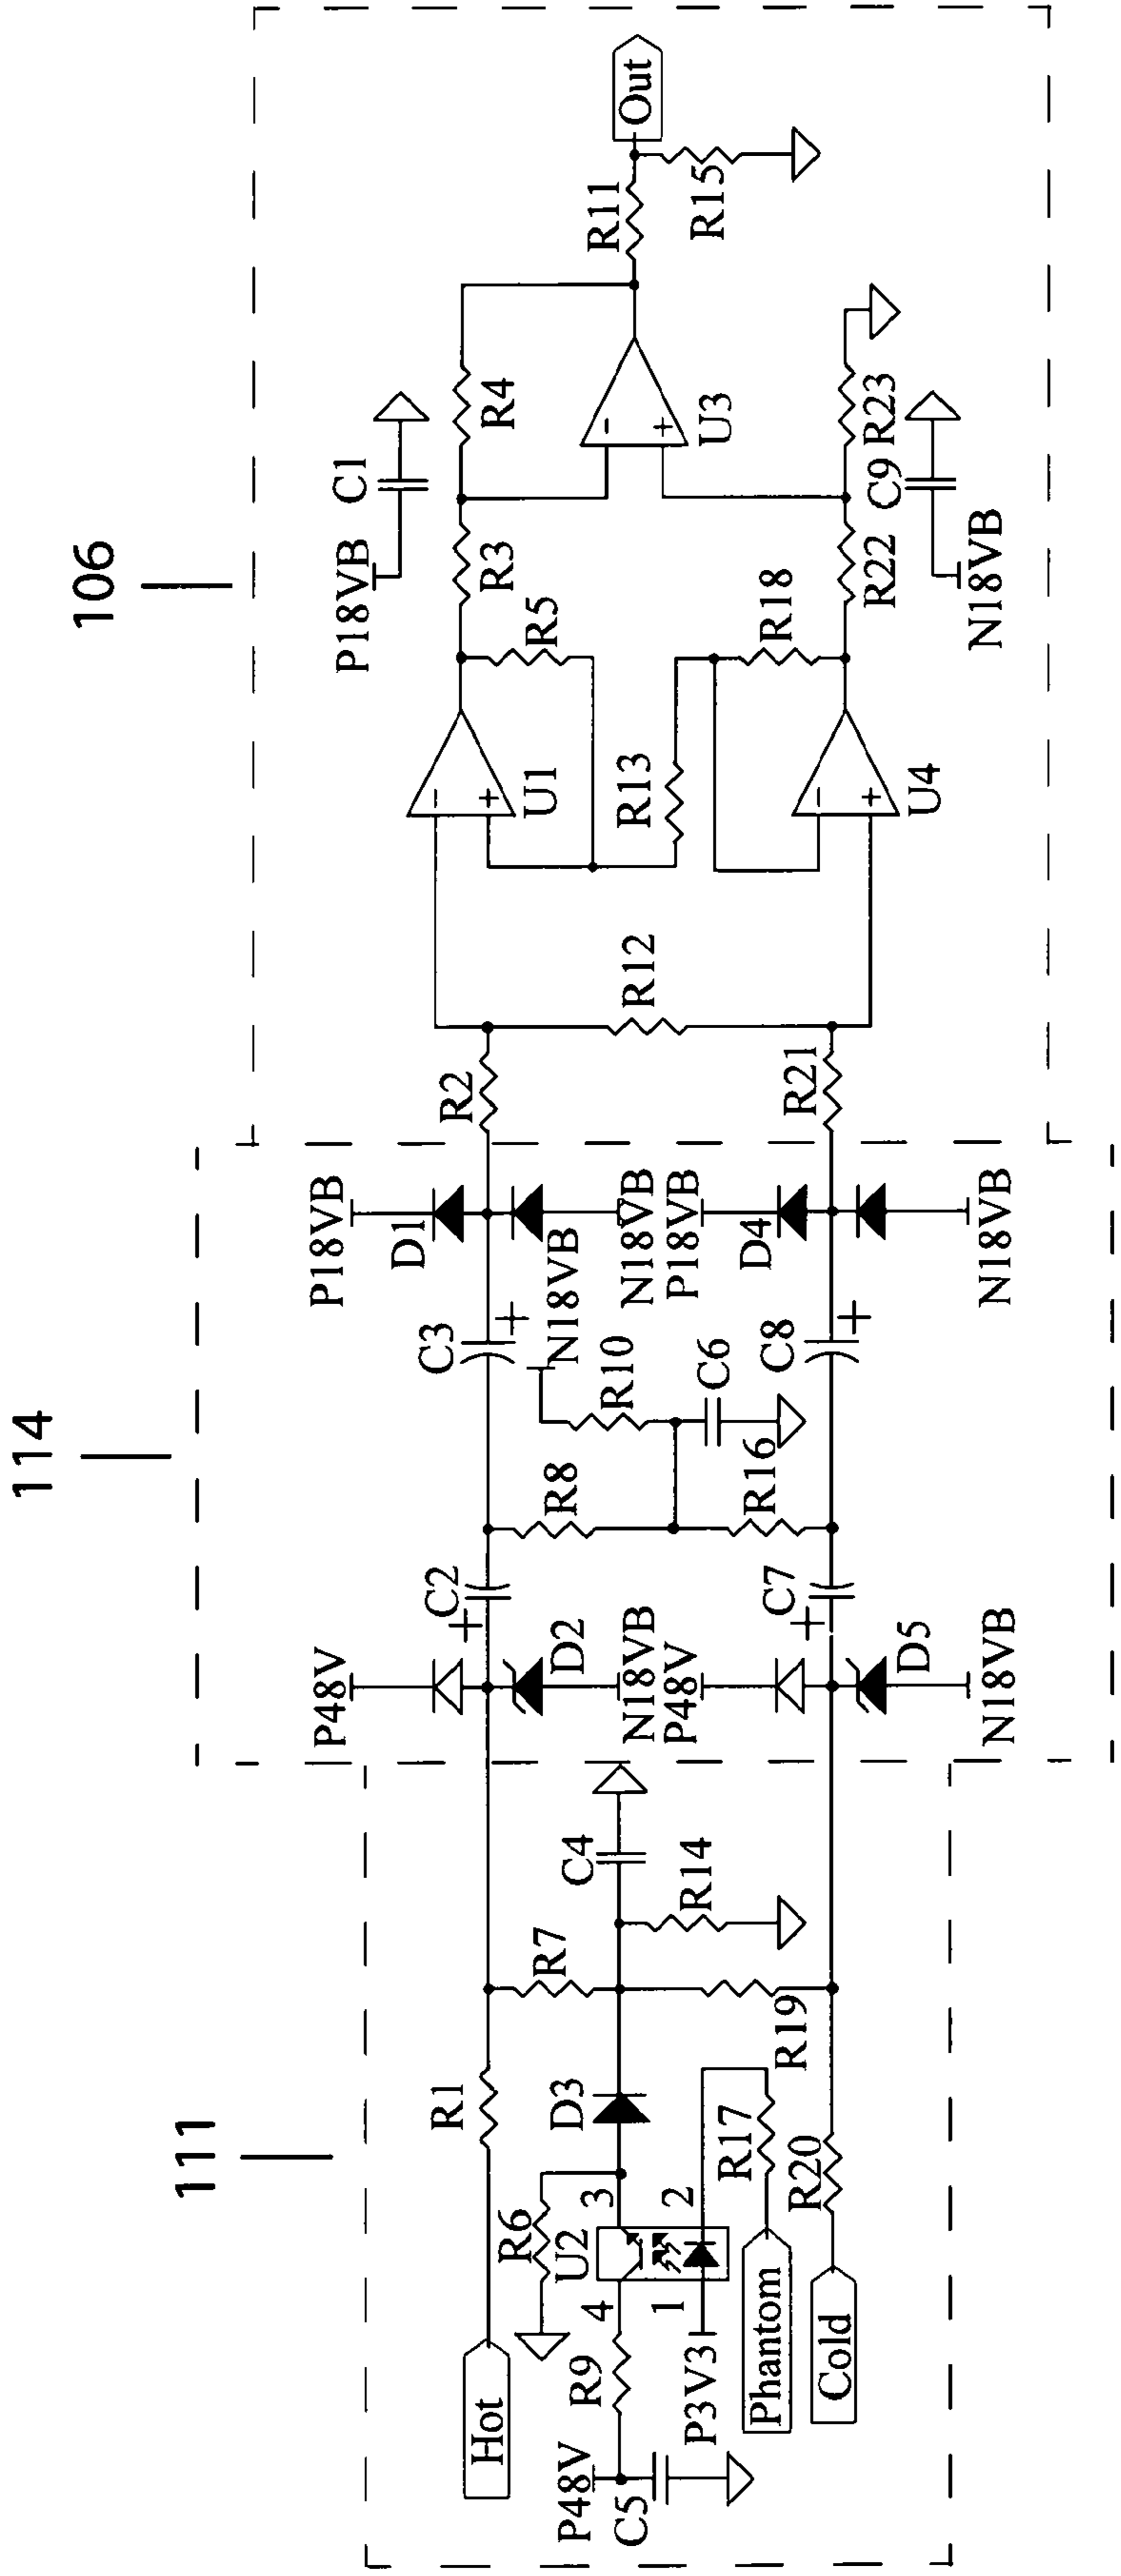 111
114
106
Hot
R1
R6
U2
3
4
1
2
R9
P48V
C5
P3V3
Phantom
Cold
R17
R20
D3
R7
R19
R14
C4
P48V
D2
N18VB
P48V
D5
N18VB
+
C2
+
C7
R8
R16
R10
C6
N18VB
C3
+
C8
+
P18VB
D1
N18VB
P18VB
D4
N18VB
R2
R21
R12
-
+
U1
R13
-
+
U4
R5
R18
R3
R22
P18VB
C1
N18VB
C9
R4
R23
-
+
U3
R11
R15
Out